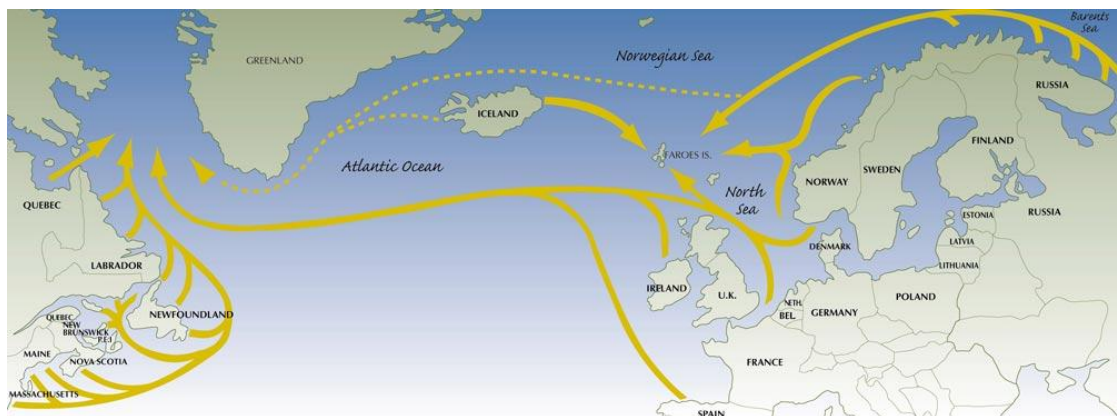 Barents
Sea
Norwegian Sea
GREENLAND
RUSSIA
ICELAND
FINLAND
FAROES IS.
Atlantic Ocean
SWEDEN
NORWAY
QUEBEC
North
Sea
RUSSIA
ESTONIA
DENMARK
LATVIA
LABRADOR
LITHUANIA
IRELAND
U.K.
NETH.
POLAND
NEWFOUNDLAND
BEL.
GERMANY
QUEBEC
NEW
BRUNSWICK
P.E.I
MAINE
NOVA SCOTIA
FRANCE
MASSACHUSETTS
SPAIN